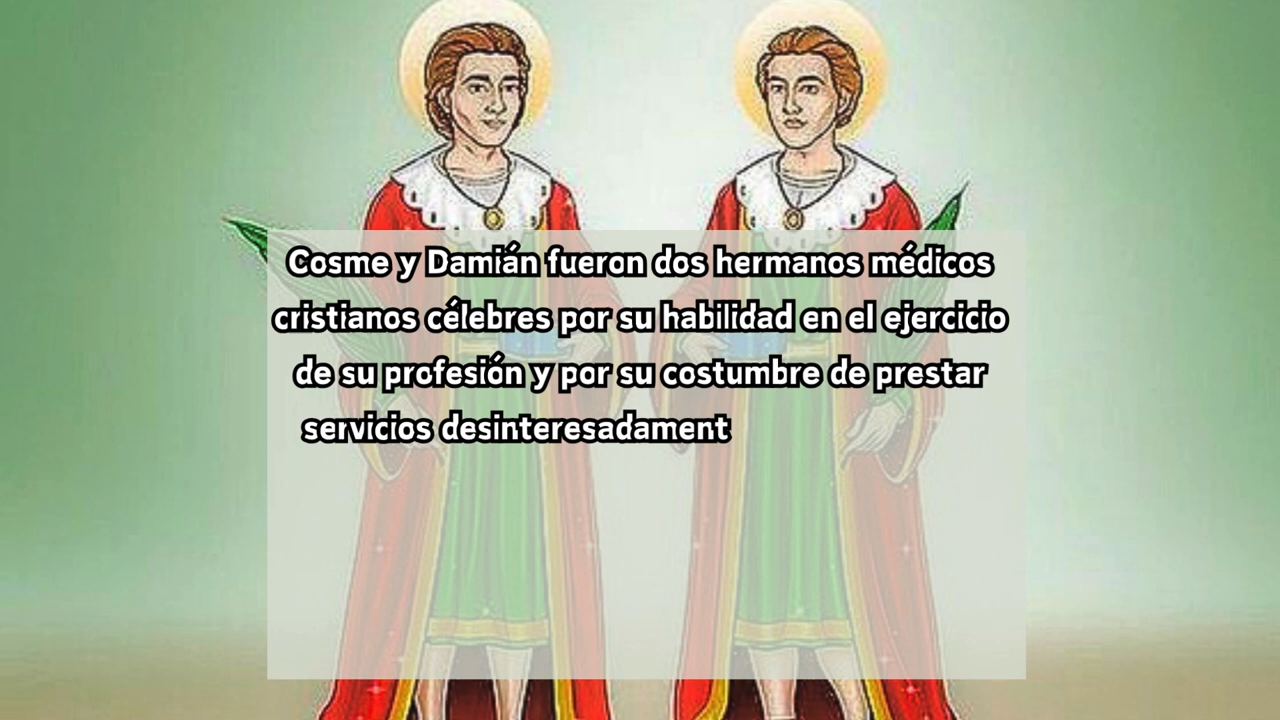 Cosme y Damián fueron dos hermanos médicos
cristianos célebres por su habilidad en el ejercicio
de su profesión y por su costumbre de prestar
servicios desinteresadament